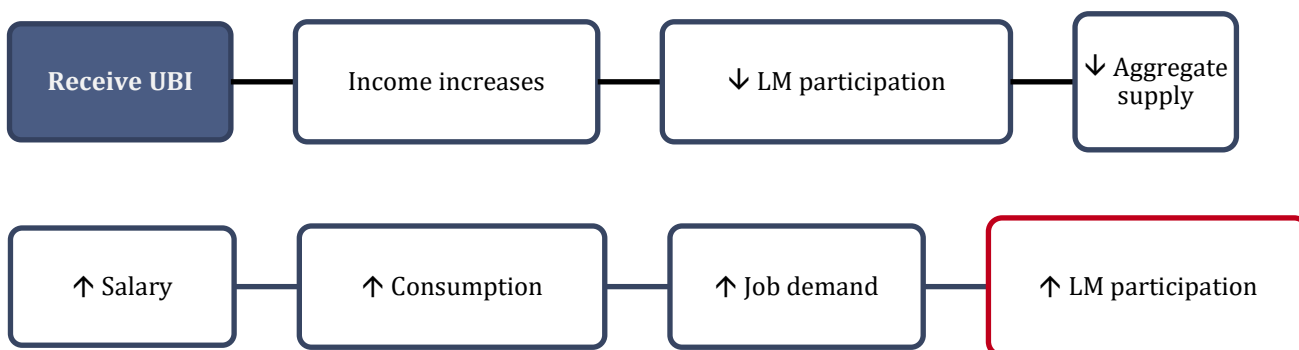 Receive UBI
Income increases
↓ LM participation
↓ Aggregate
supply
↑ Salary
↑ Consumption
↑ Job demand
↑ LM participation